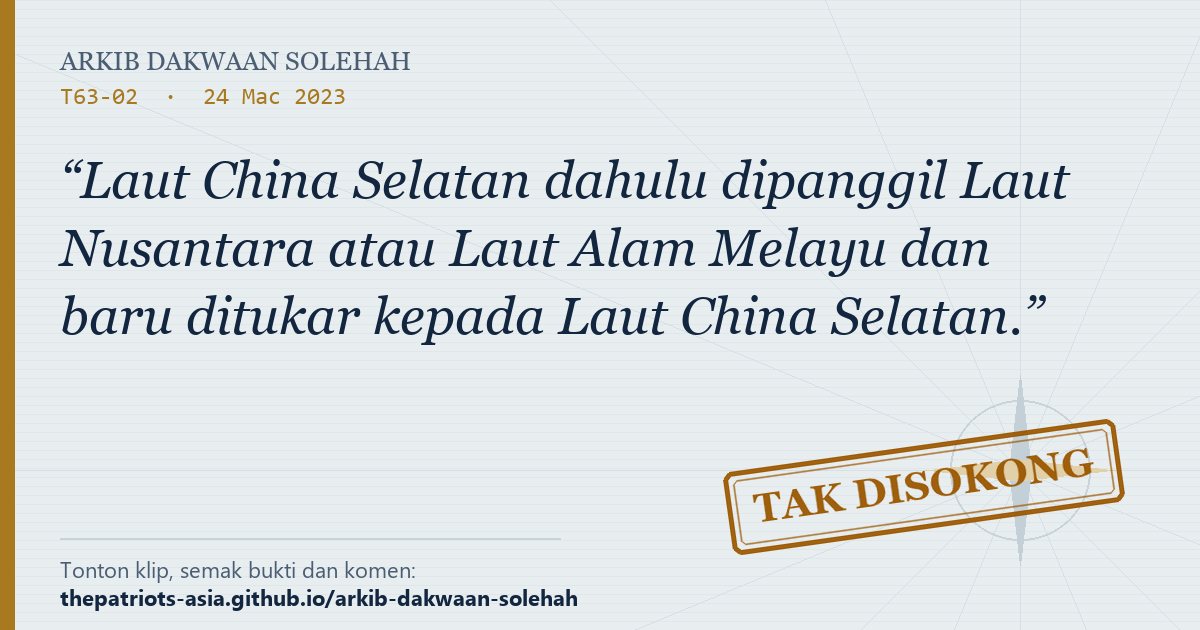 ARKIB DAKWAAN SOLEHAH
T63-02 · 24 Mac 2023
“Laut China Selatan dahulu dipanggil Laut
Nusantara atau Laut Alam Melayu dan
baru ditukar kepada Laut China Selatan.”
TAK DISOKONG
Tonton klip, semak bukti dan komen:
thepatriots-asia.github.io/arkib-dakwaan-solehah